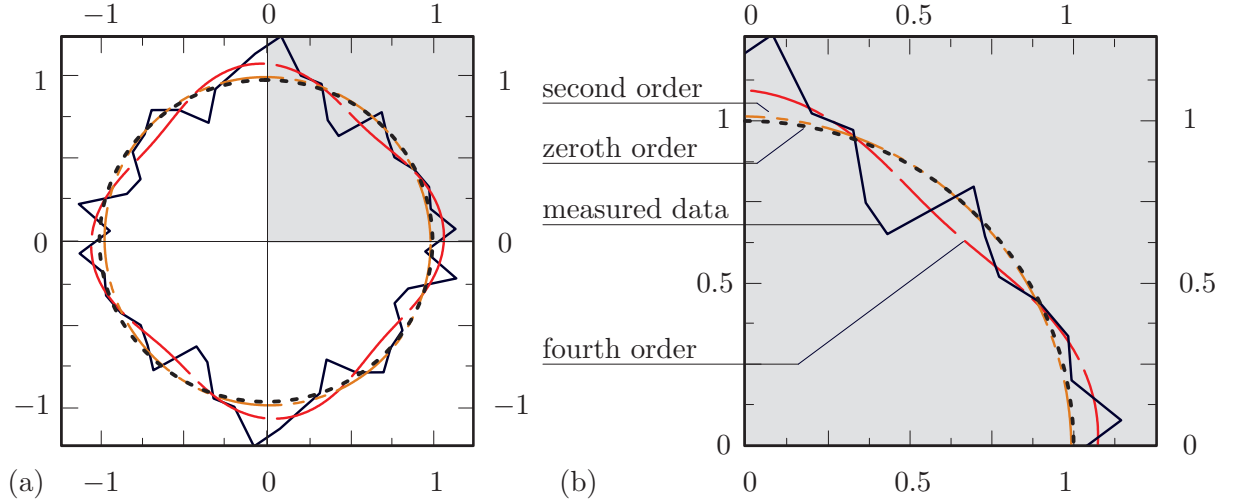 −1 0 1
0 0.5 1
1 1
second order
1 1
zeroth order
measured data
0 0
0.5 0.5
fourth order
−1 −1
0 0
(a) −1 0 1
(b) 0 0.5 1